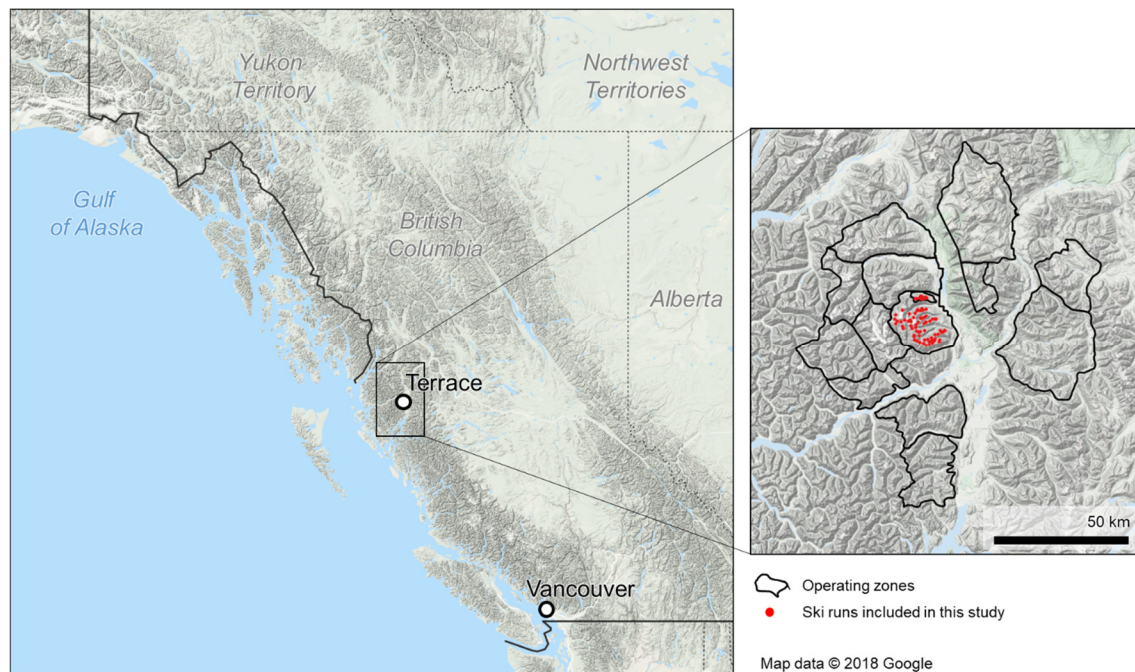 Yukon
Territory
Northwest
Territories
Gulf
of Alaska
British
Columbia
Alberta
Terrace
Vancouver
50 km
Operating zones
Ski runs included in this study
Map data © 2018 Google